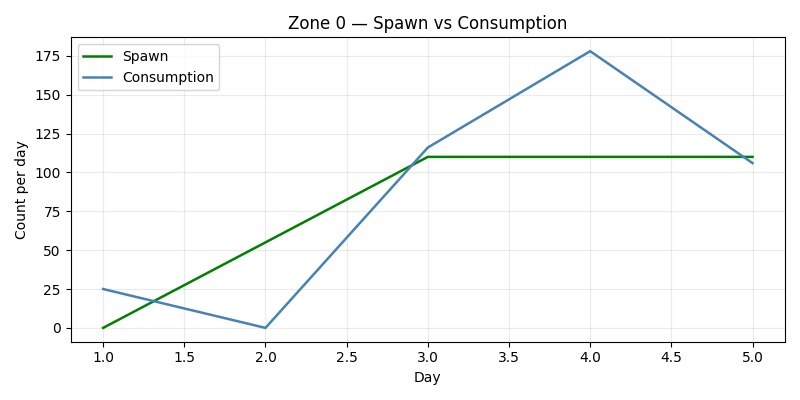 Zone 0 — Spawn vs Consumption
Spawn
Consumption
Count per day
175
150
125
100
75
50
25
0
1.0 1.5 2.0 2.5 3.0 3.5 4.0 4.5 5.0
Day